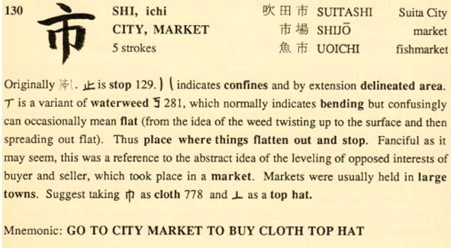 130 市 SHI, ichi 吹田市 SUITASHI Suita City
CITY, MARKET 市場 SHIJŌ market
5 strokes 魚市 UOICHI fishmarket
Originally . 止 is stop 129. indicates confines and by extension delineated area.
is a variant of waterweed 281, which normally indicates bending but confusingly
can occasionally mean flat (from the idea of the weed twisting up to the surface and then
spreading out flat). Thus place where things flatten out and stop. Fanciful as it
may seem, this was a reference to the abstract idea of the leveling of opposed interests of
buyer and seller, which took place in a market. Markets were usually held in large
towns. Suggest taking 巾 as cloth 778 and 亠 as a top hat.
Mnemonic: GO TO CITY MARKET TO BUY CLOTH TOP HAT